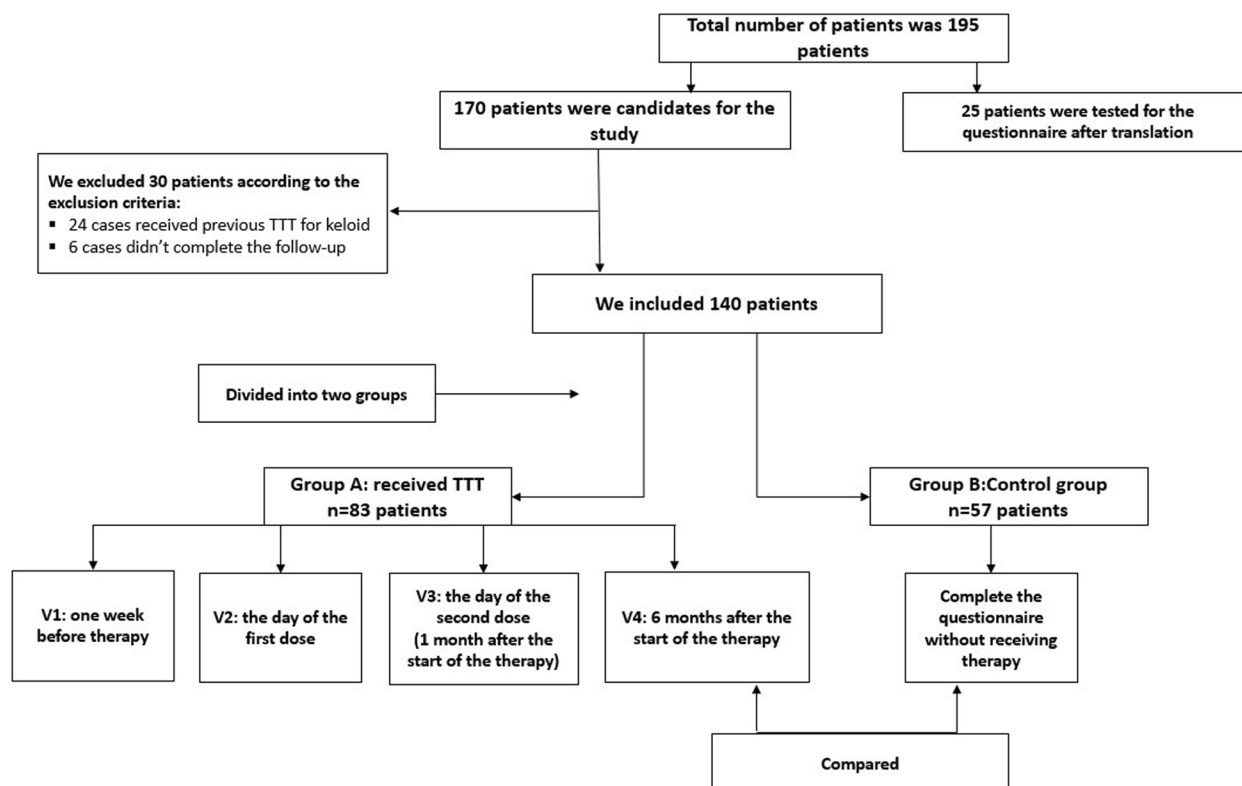 Total number of patients was 195
patients
170 patients were candidates for the
study
25 patients were tested for the
questionnaire after translation
We excluded 30 patients according to the
exclusion criteria:
▪ 24 cases received previous TTT for keloid
▪ 6 cases didn’t complete the follow-up
We included 140 patients
Divided into two groups
Group A: received TTT
n=83 patients
Group B:Control group
n=57 patients
V1: one week
before therapy
V2: the day of the
first dose
V3: the day of the
second dose
(1 month after the
start of the therapy)
V4: 6 months after the
start of the therapy
Complete the
questionnaire
without receiving
therapy
Compared